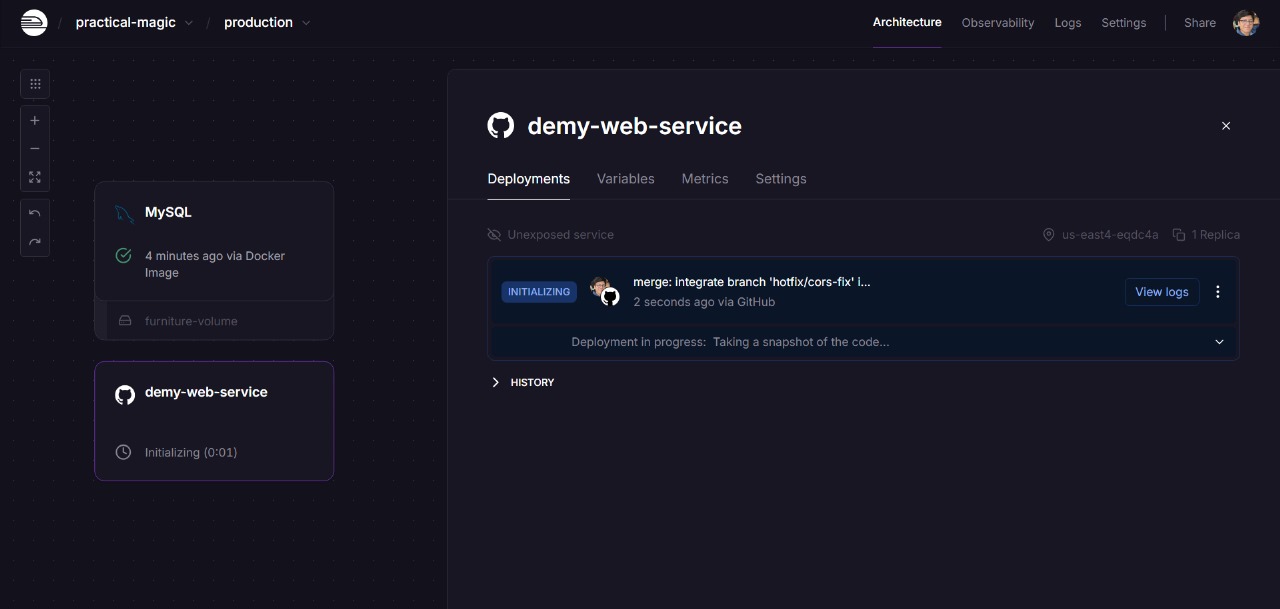 / practical-magic / production
Architecture Observability Logs Settings | Share
demy-web-service
Deployments Variables Metrics Settings
Unexposed service us-east4-eqdc4a 1 Replica
INITIALIZING merge: integrate branch 'hotfix/cors-fix' i...
2 seconds ago via GitHub
View logs
Deployment in progress: Taking a snapshot of the code...
HISTORY
MySQL
4 minutes ago via Docker
Image
furniture-volume
demy-web-service
Initializing (0:01)